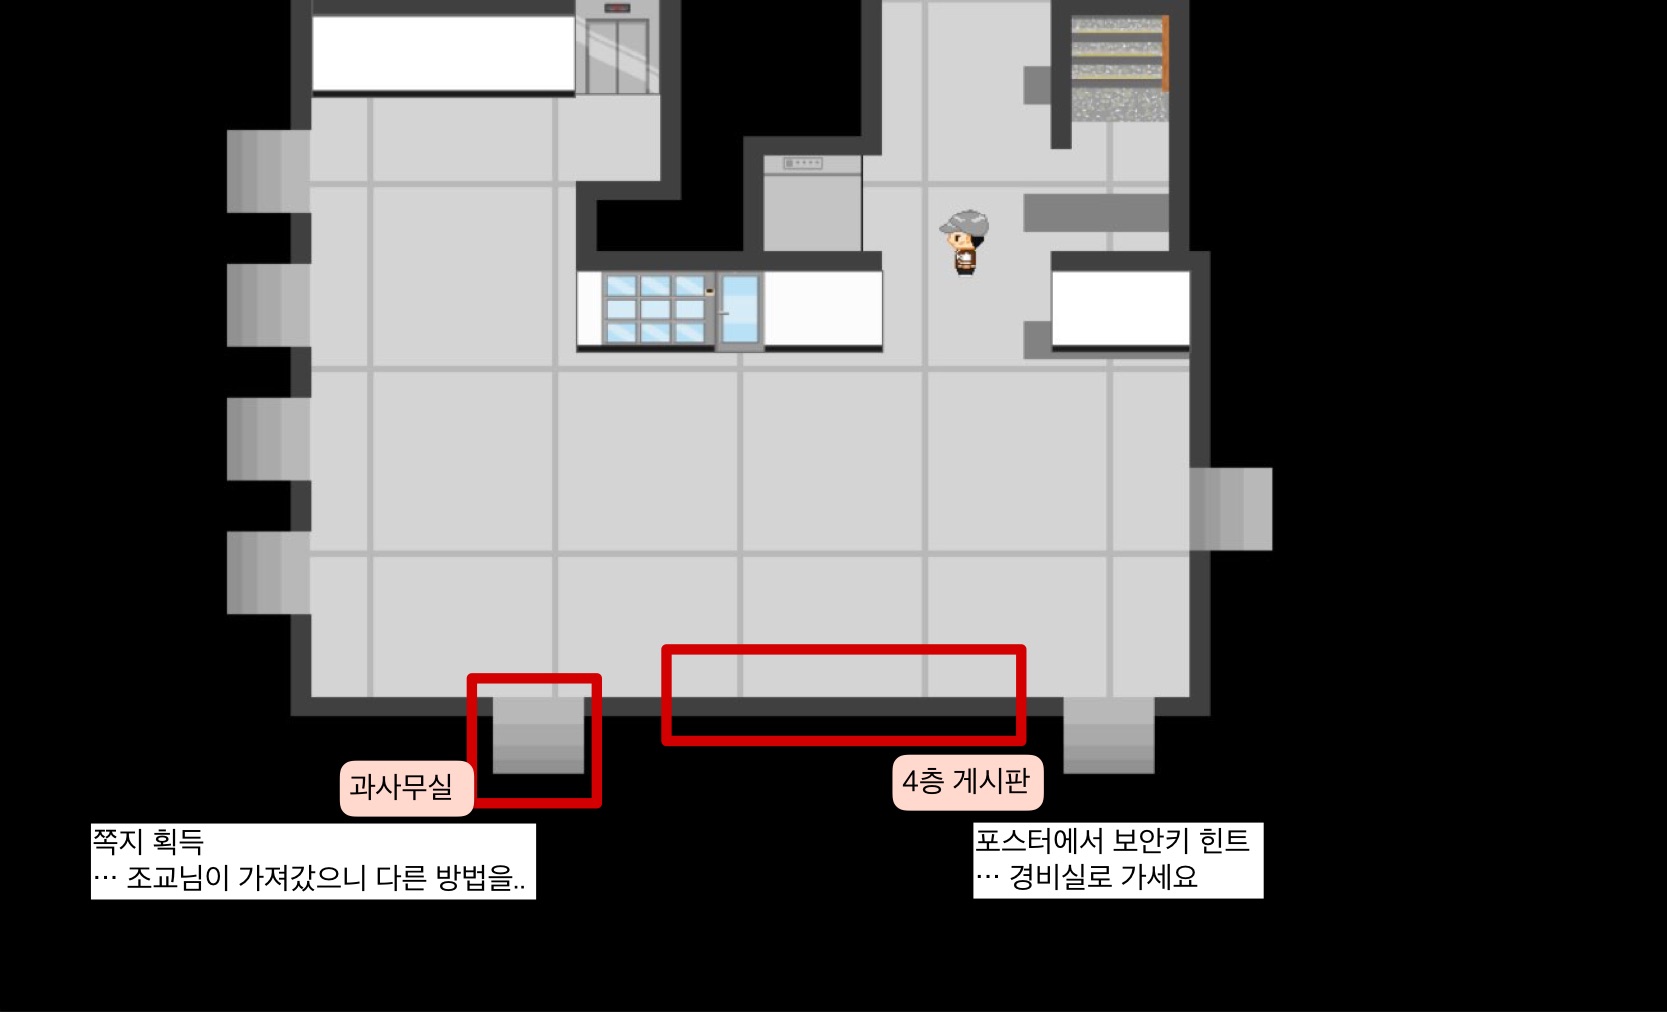 과사무실
4층 게시판
쪽지 획득
… 조교님이 가져갔으니 다른 방법을..
포스터에서 보안키 힌트
… 경비실로 가세요